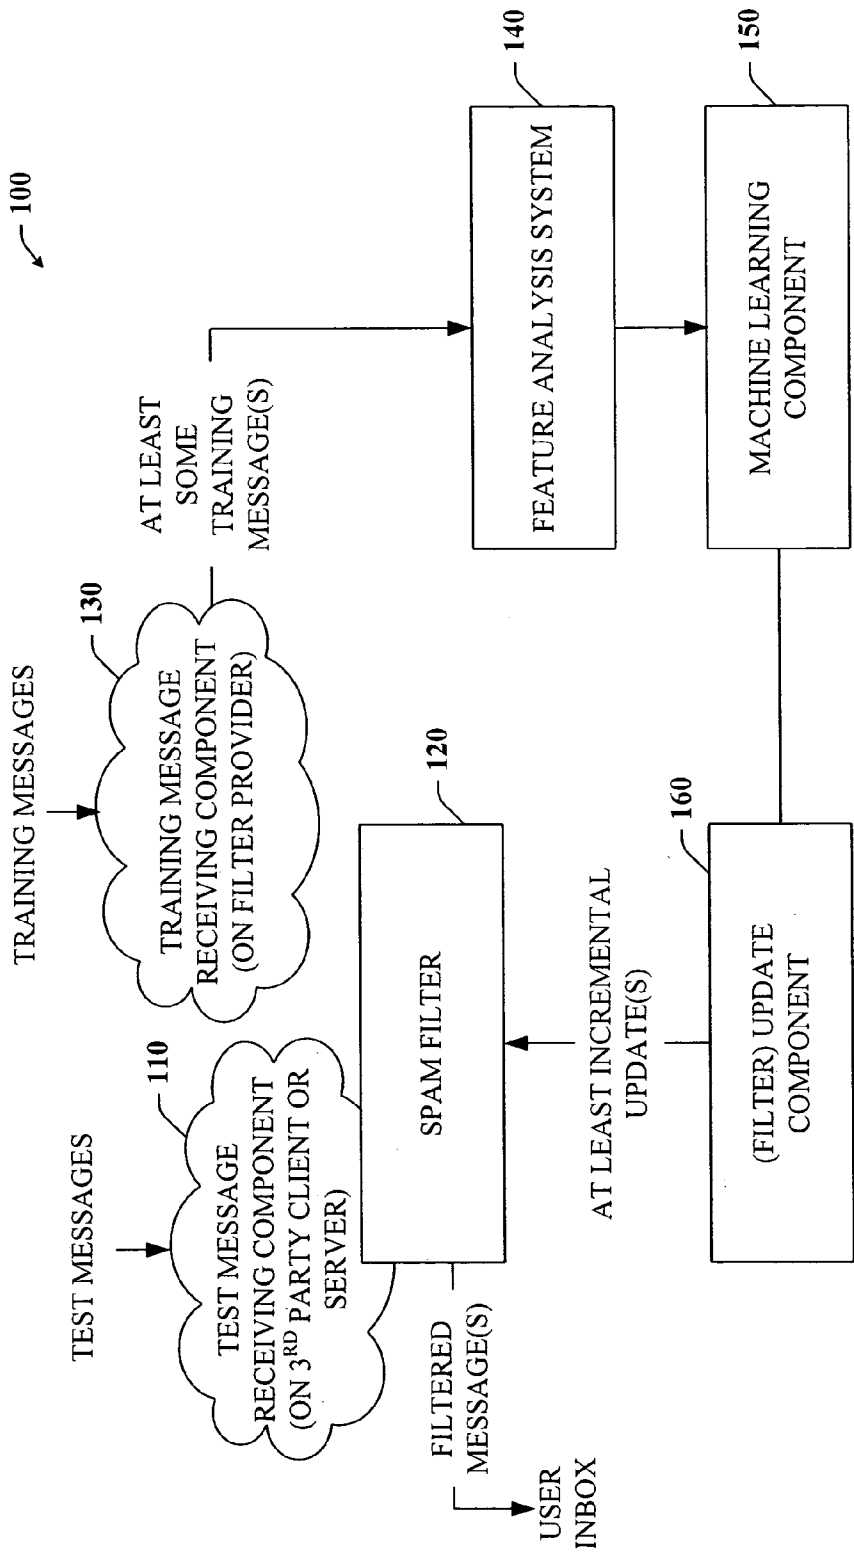 100
TRAINING MESSAGES
TEST MESSAGES
130
TRAINING MESSAGE
RECEIVING COMPONENT
(ON FILTER PROVIDER)
110
TEST MESSAGE
RECEIVING COMPONENT
(ON 3RD PARTY CLIENT OR
SERVER)
AT LEAST
SOME
TRAINING
MESSAGE(S)
120
SPAM FILTER
FILTERED
MESSAGE(S)
USER
INBOX
140
FEATURE ANALYSIS SYSTEM
AT LEAST INCREMENTAL
UPDATE(S)
160
(FILTER) UPDATE
COMPONENT
150
MACHINE LEARNING
COMPONENT